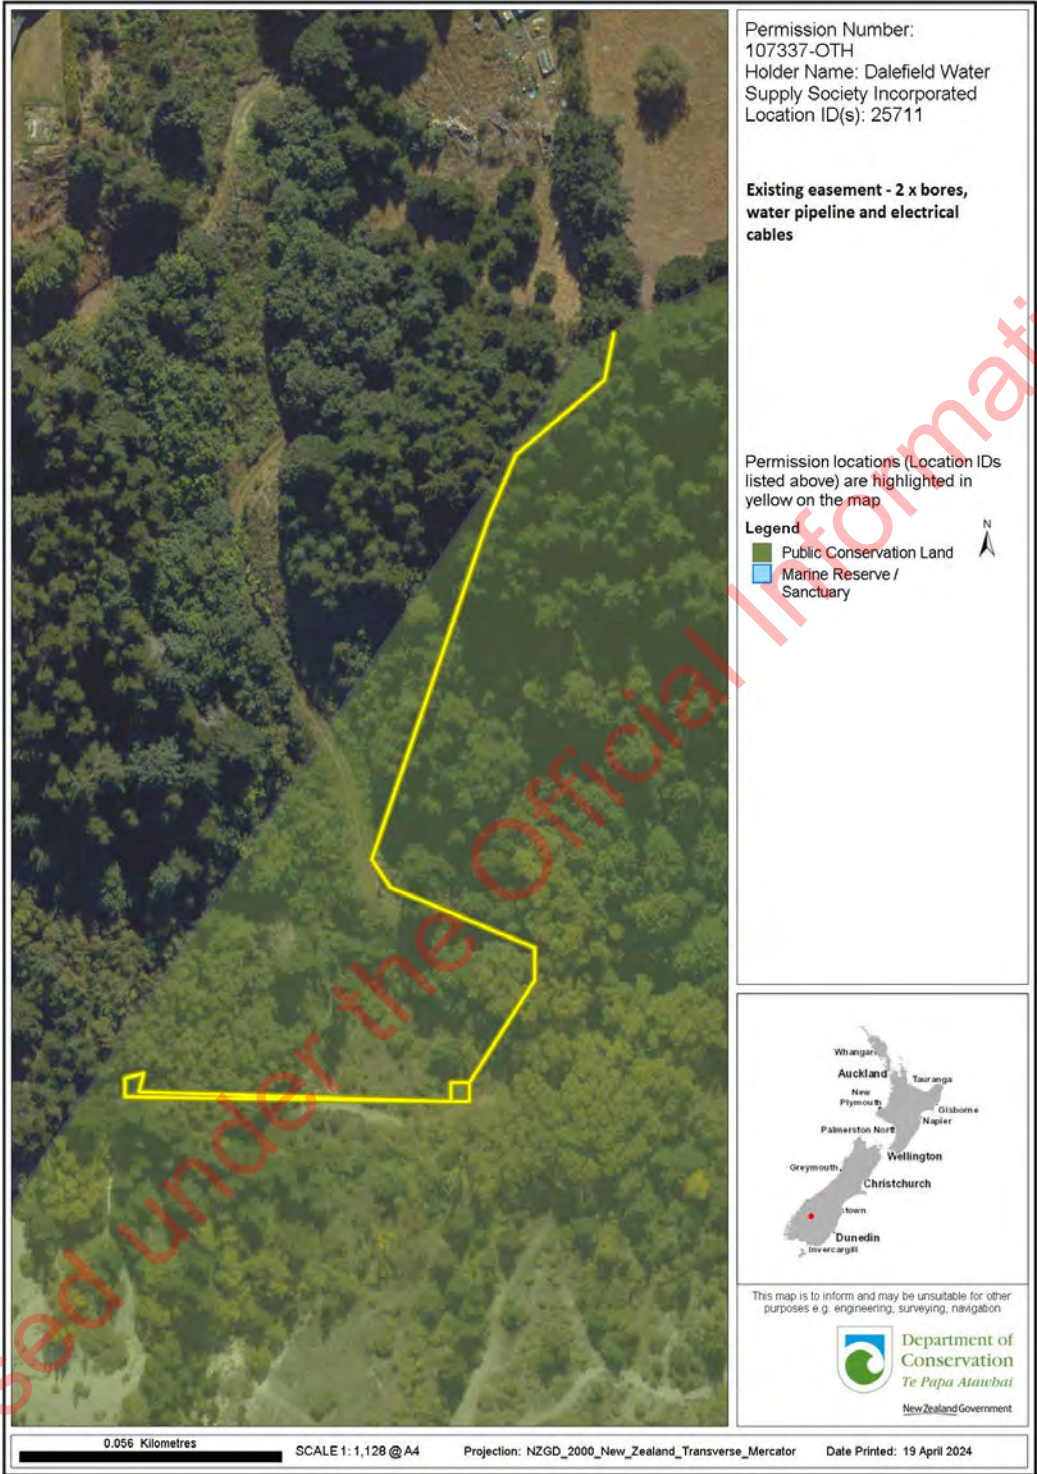 Permission Number:
107337-OTH
Holder Name: Dalefield Water
Supply Society Incorporated
Location ID(s): 25711
Existing easement - 2 x bores,
water pipeline and electrical
cables
Permission locations (Location IDs
listed above) are highlighted in
yellow on the map
Legend
N
Public Conservation Land
Marine Reserve /
Sanctuary
Whangar
Auckland
Tauranga
New
Plymouth
Gisborne
Napier
Palmerston Nort
Wellington
Greymouth
Christchurch
town
Dunedin
Invercargill
This map is to inform and may be unsuitable for other
purposes e.g. engineering, surveying, navigation
Department of
Conservation
Te Papa Atawhai
New Zealand Government
0.056 Kilometres
SCALE 1: 1,128 @ A4
Projection: NZGD_2000_New_Zealand_Transverse_Mercator
Date Printed: 19 April 2024
sed under the Official Informati